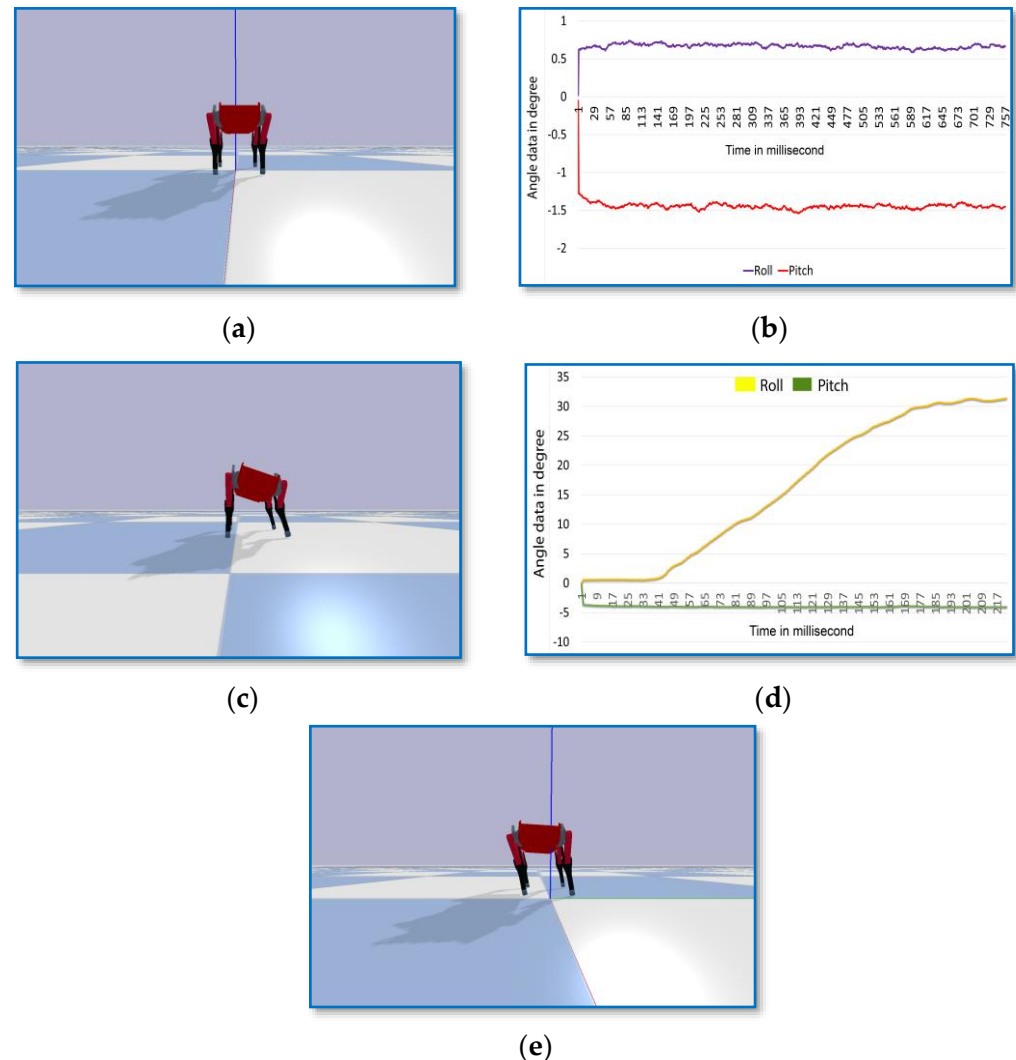 1
0.5
0
-0.5
-1
-1.5
-2
Angle data in degree
1 29 57 85 113 141 169 197 225 253 281 309 337 365 393 421 449 477 505 533 561 589 617 645 673 701 729 757
Time in millisecond
Roll Pitch
(a)
(b)
35
30
25
20
15
10
5
0
-5
-10
Angle data in degree
Roll Pitch
1 9 17 25 33 41 49 57 65 73 81 89 97 105 113 121 129 137 145 153 161 169 177 185 193 201 209 217
Time in millisecond
(c)
(d)
(e)